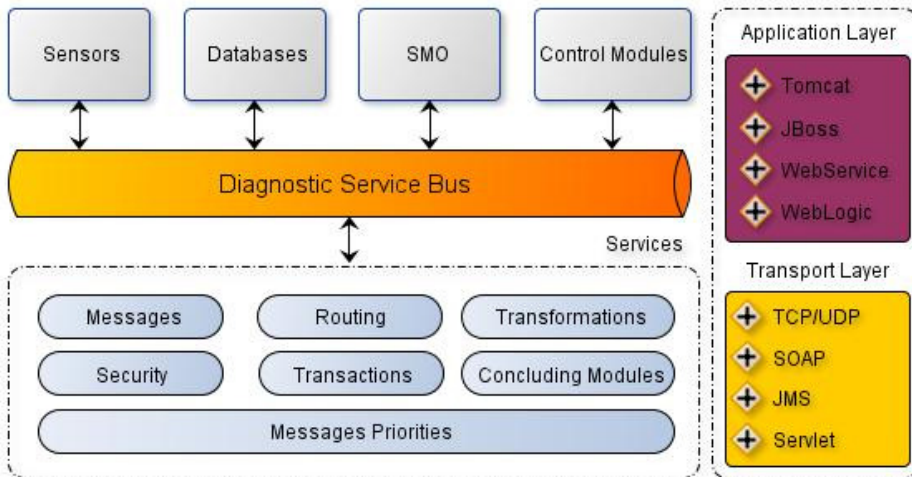 Sensors
Databases
SMO
Control Modules
Diagnostic Service Bus
Services
Messages
Routing
Transformations
Security
Transactions
Concluding Modules
Messages Priorities
Application Layer
Tomcat
JBoss
WebService
WebLogic
Transport Layer
TCP/UDP
SOAP
JMS
Servlet